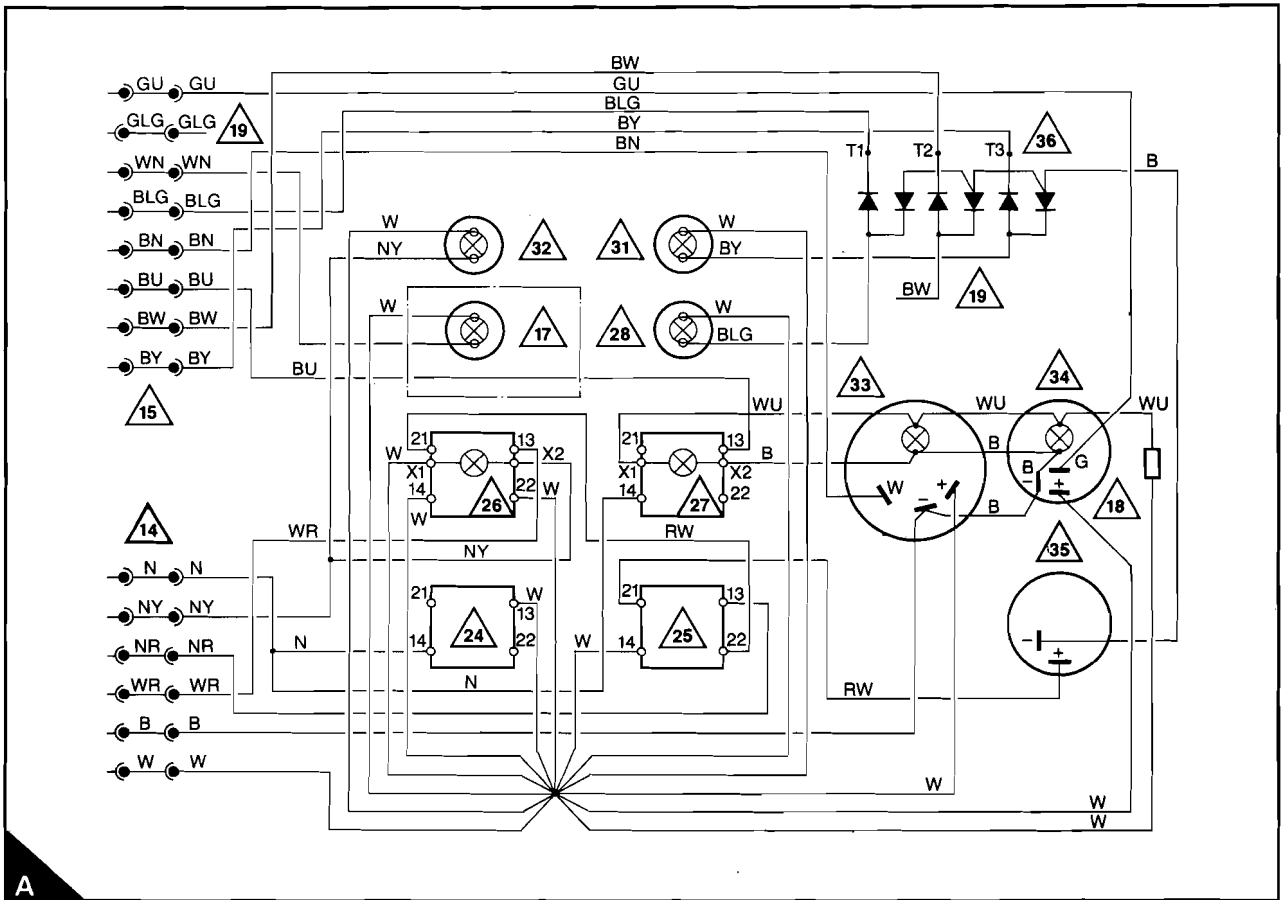 BW
GU GU GU
BLG
GLG GLG 19 BY 36
BN T1 T2 T3 B
WN WN
BLG BLG
W 32 31 W
BN BN NY BY
BU BU 19
BW
W 17 28 W
BW BW BLG
BY BY
BU 33 34
15 WU WU WU
21 13 21 13
W X1 X2 X1 X2 B B G
14 26 22 W 14 27 22 W - + B - + 18
W B
14 WR RW 35
NY
N N
21 13 W 21 13
NY NY
N 14 24 22 W 14 25 22 - +
NR NR
N RW
WR WR
B B
W W
W
W
W
A